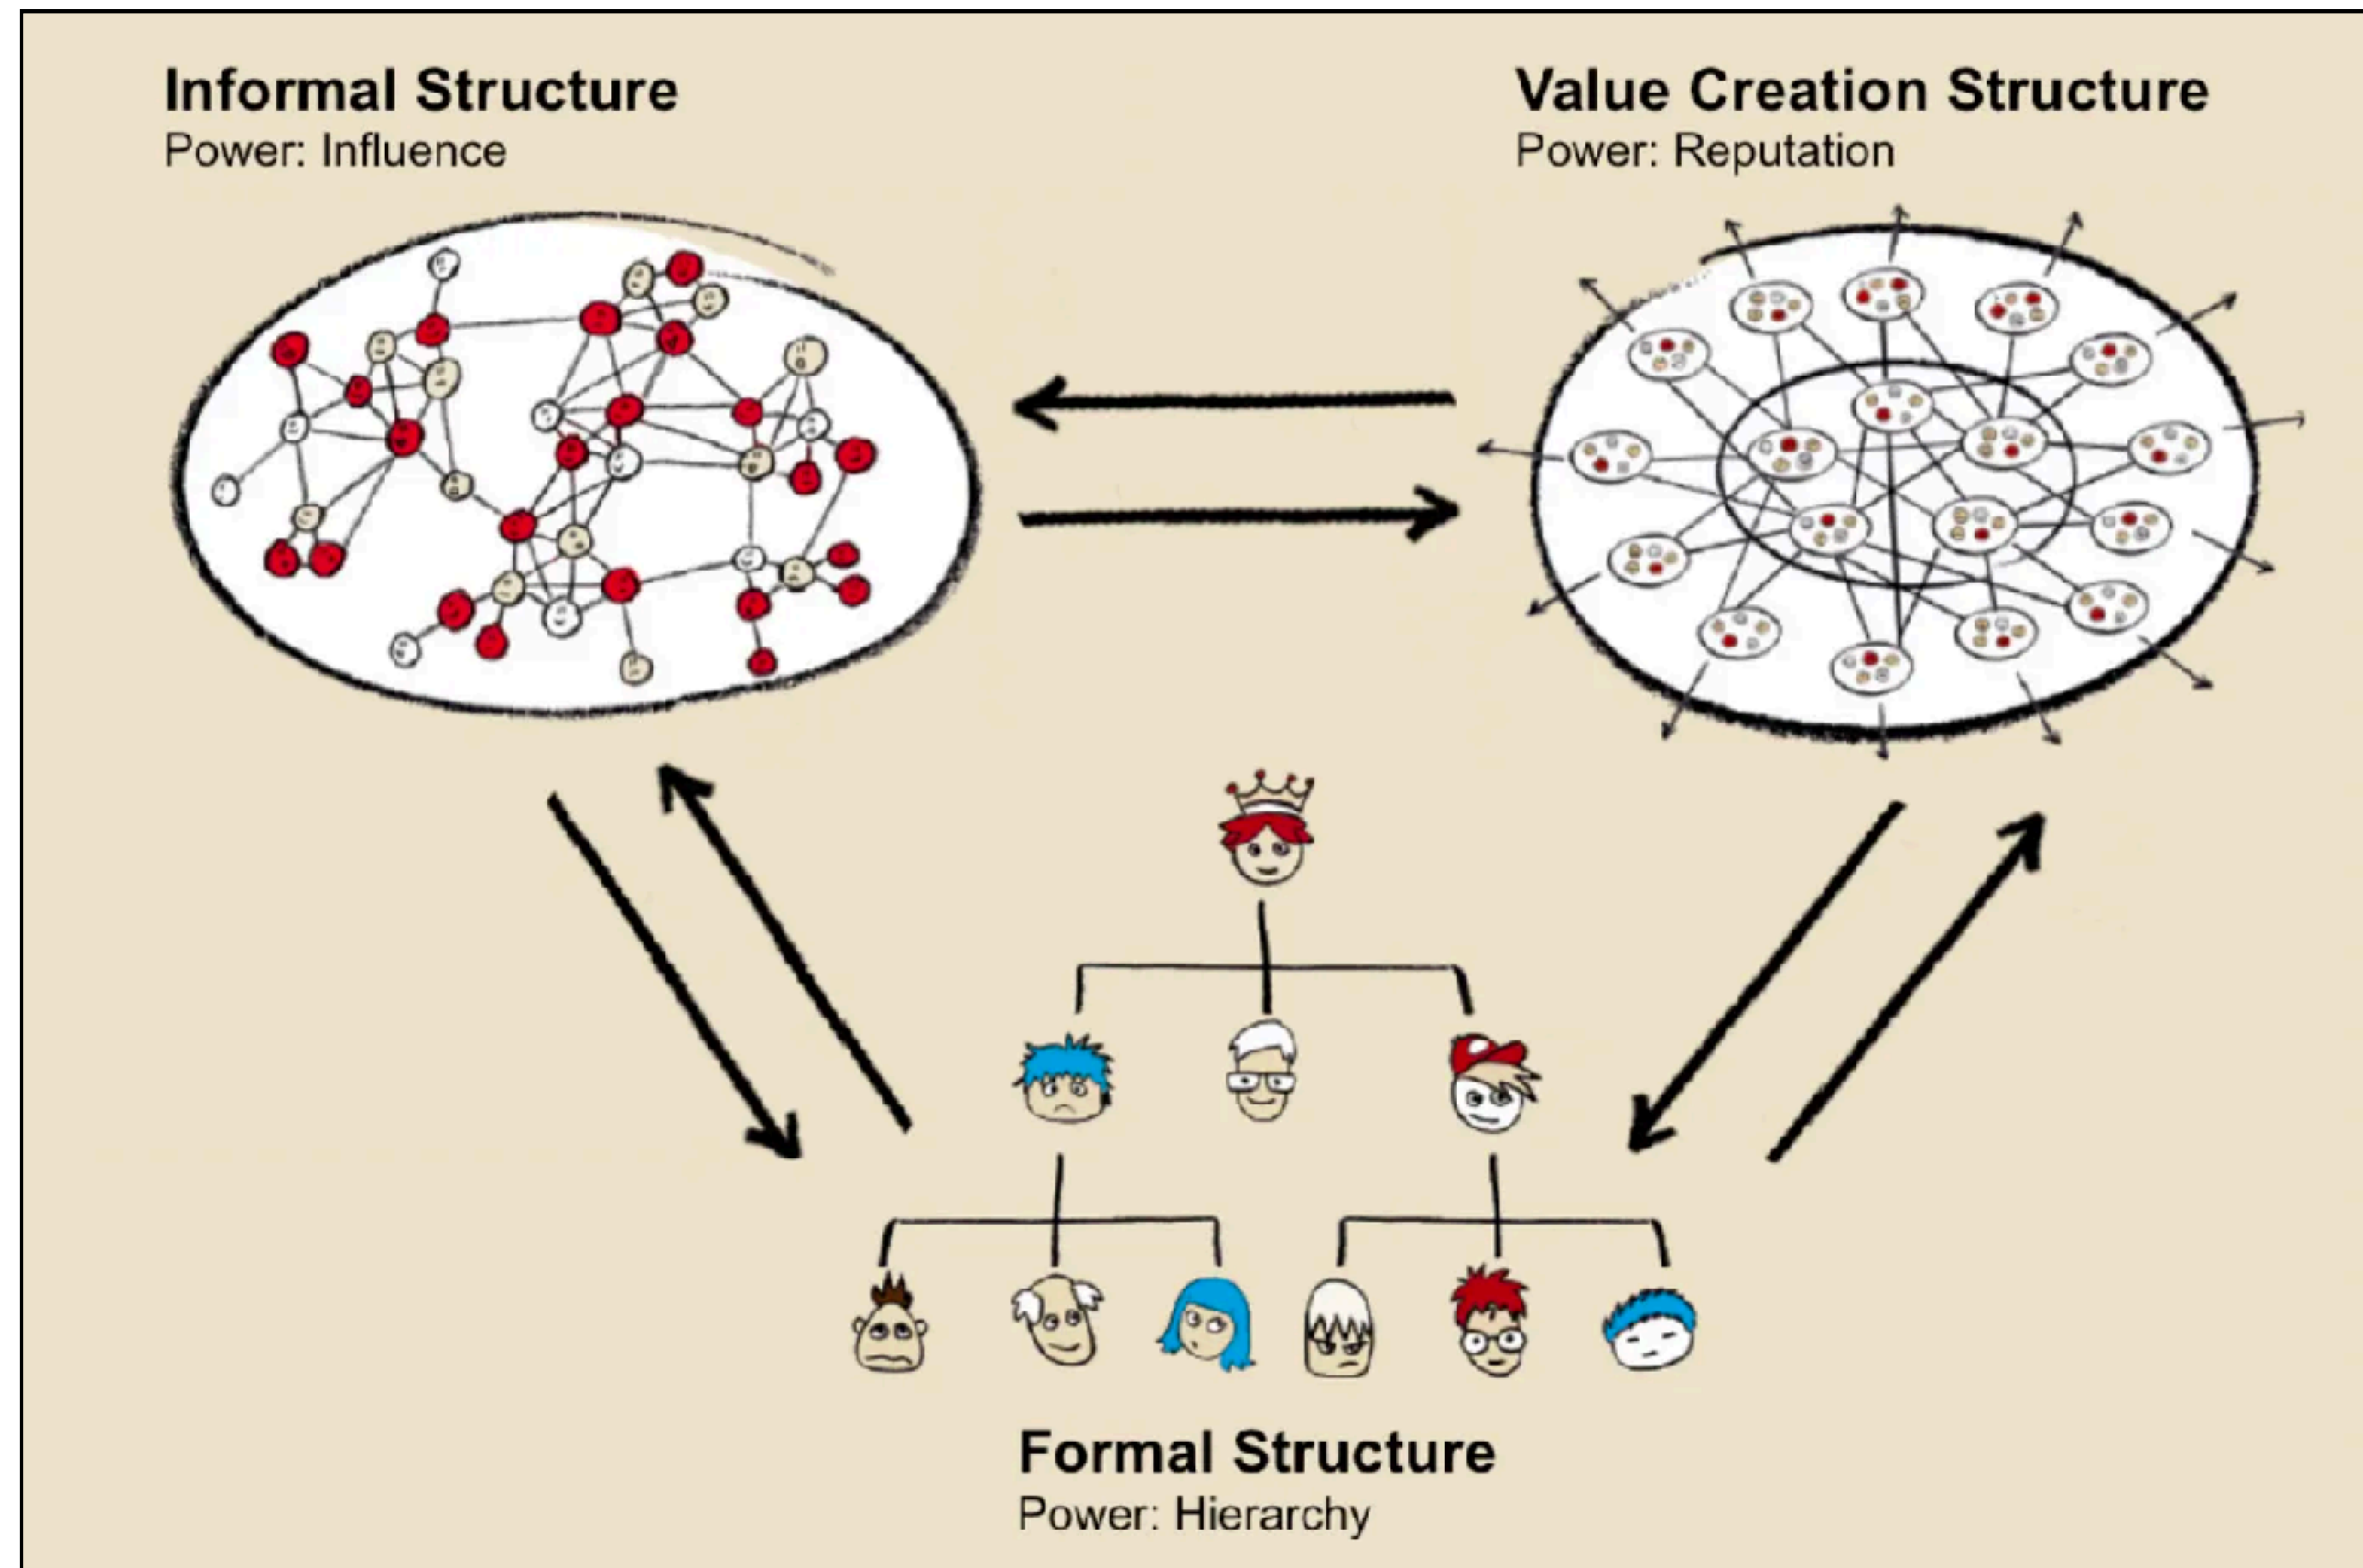 Informal Structure
Power: Influence
Value Creation Structure
Power: Reputation
Formal Structure
Power: Hierarchy